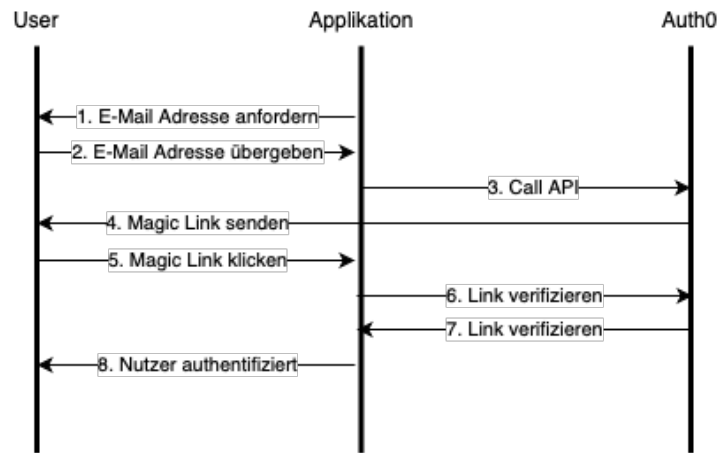 User
Applikation
Auth0
1. E-Mail Adresse anfordern
2. E-Mail Adresse übergeben
3. Call API
4. Magic Link senden
5. Magic Link klicken
6. Link verifizieren
7. Link verifizieren
8. Nutzer authentifiziert